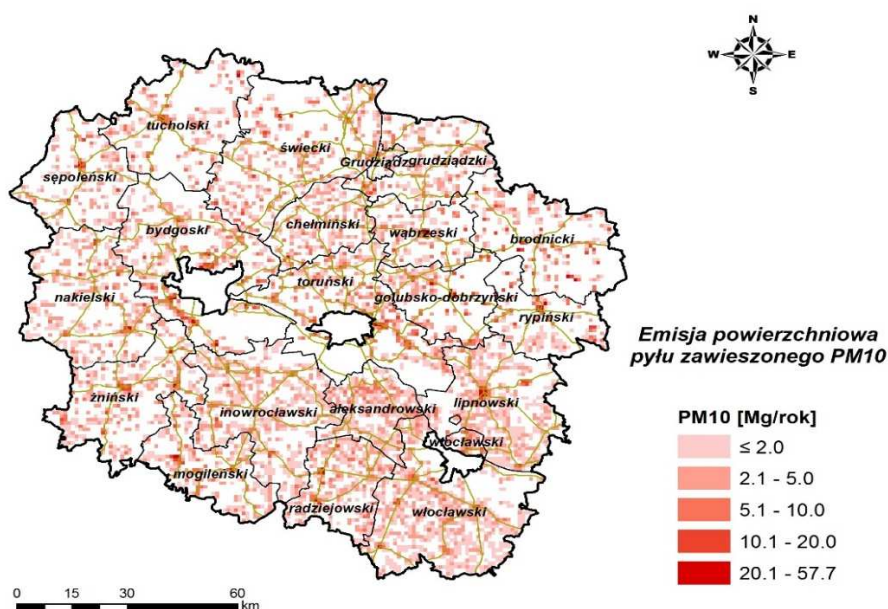 N
W E
S
tucholski
świecki
Grudziądz grudziądzki
sępoleński
bydgoski
chełmiński
wąbrzeski
brodnicki
nakielski
toruński
golubsko-dobrzyński
rypiński
Emisja powierzchniowa
pyłu zawieszonego PM10
żniński
inowrocławski
aleksandrowski
lipnowski
włocławski
mogileński
radziejowski
włocławski
PM10 [Mg/rok]
≤ 2.0
2.1 - 5.0
5.1 - 10.0
10.1 - 20.0
20.1 - 57.7
0 15 30 60
km